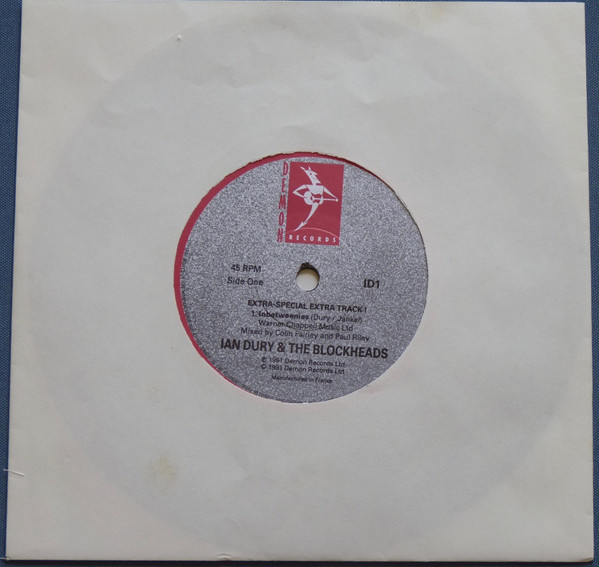 DEMON
RECORDS
45 RPM
Side One
ID1
EXTRA-SPECIAL EXTRA TRACK!
1. Inbetweenies (Dury / Jankel)
Warner Chappell Music Ltd
Mixed by Colin Fairley and Paul Riley
IAN DURY & THE BLOCKHEADS
℗ 1991 Demon Records Ltd.
© 1991 Demon Records Ltd.
Manufactured in France